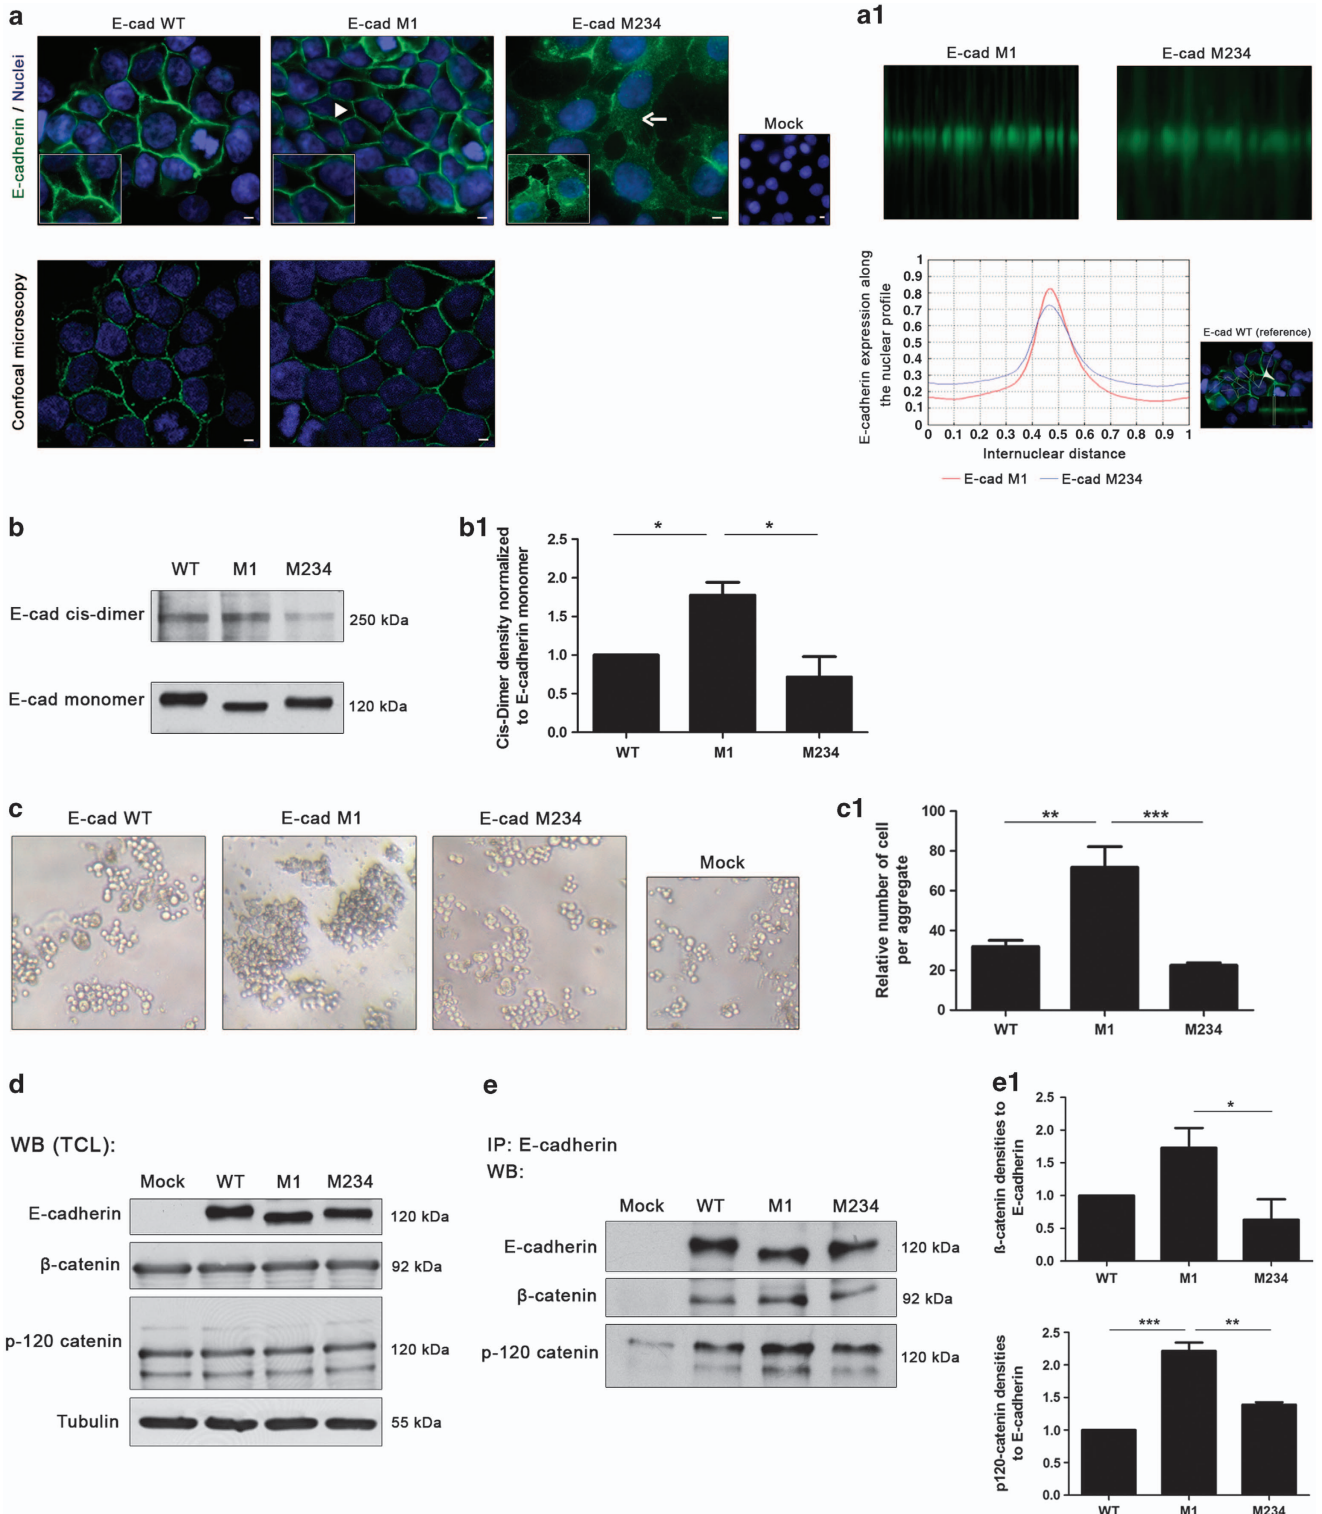 a
E-cad WT
E-cad M1
E-cad M234
E-cadherin / Nuclei
Mock
Confocal microscopy
a1
E-cad M1
E-cad M234
E-cadherin expression along
the nuclear profile
1
0.9
0.8
0.7
0.6
0.5
0.4
0.3
0.2
0.1
0
0 0.1 0.2 0.3 0.4 0.5 0.6 0.7 0.8 0.9 1
Internuclear distance
E-cad M1 E-cad M234
E-cad WT (reference)
b
WT M1 M234
E-cad cis-dimer 250 kDa
E-cad monomer 120 kDa
b1
Cis-Dimer density normalized
to E-cadherin monomer
2.5
2.0
1.5
1.0
0.5
0.0
* *
WT M1 M234
c
E-cad WT
E-cad M1
E-cad M234
Mock
c1
Relative number of cell
per aggregate
100
80
60
40
20
0
** ***
WT M1 M234
d
WB (TCL):
Mock WT M1 M234
E-cadherin 120 kDa
β-catenin 92 kDa
p-120 catenin 120 kDa
Tubulin 55 kDa
e
IP: E-cadherin
WB:
Mock WT M1 M234
E-cadherin 120 kDa
β-catenin 92 kDa
p-120 catenin 120 kDa
e1
ß-catenin densities to
E-cadherin
2.5
2.0
1.5
1.0
0.5
0.0
*
WT M1 M234
p120-catenin densities
to E-cadherin
2.5
2.0
1.5
1.0
0.5
0.0
*** **
WT M1 M234